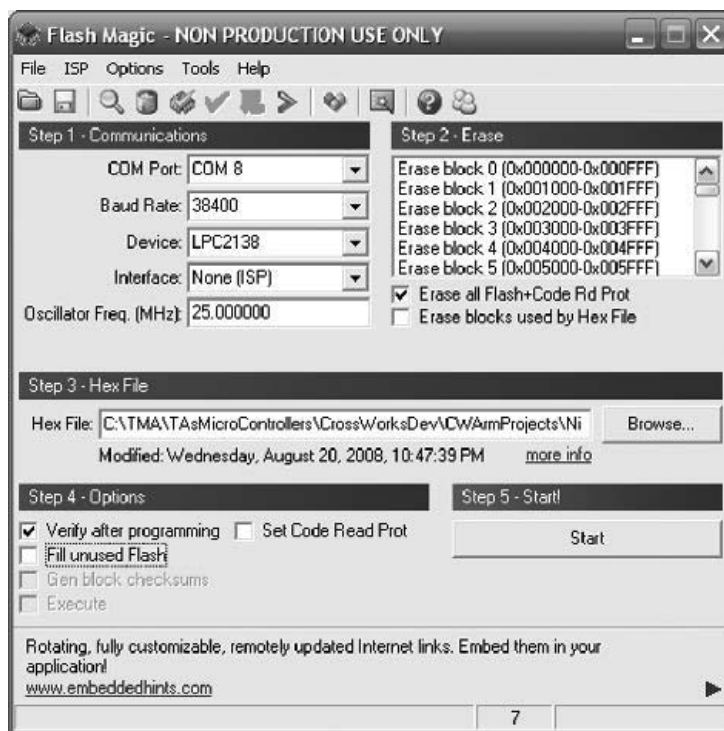 Flash Magic - NON PRODUCTION USE ONLY
File ISP Options Tools Help
Step 1 - Communications
COM Port: COM 8
Baud Rate: 38400
Device: LPC2138
Interface: None (ISP)
Oscillator Freq. (MHz): 25.000000
Step 2 - Erase
Erase block 0 (0x000000-0x000FFF)
Erase block 1 (0x001000-0x001FFF)
Erase block 2 (0x002000-0x002FFF)
Erase block 3 (0x003000-0x003FFF)
Erase block 4 (0x004000-0x004FFF)
Erase block 5 (0x005000-0x005FFF)
Erase all Flash+Code Rd Prot
Erase blocks used by Hex File
Step 3 - Hex File
Hex File: C:\TMA\TAsMicroControllers\CrossWorksDev\CWArmProjects\Ni Browse...
Modified: Wednesday, August 20, 2008, 10:47:39 PM more info
Step 4 - Options
Verify after programming Set Code Read Prot
Fill unused Flash
Gen block checksums
Execute
Step 5 - Start!
Start
Rotating, fully customizable, remotely updated Internet links. Embed them in your
application!
www.embeddedhints.com
7